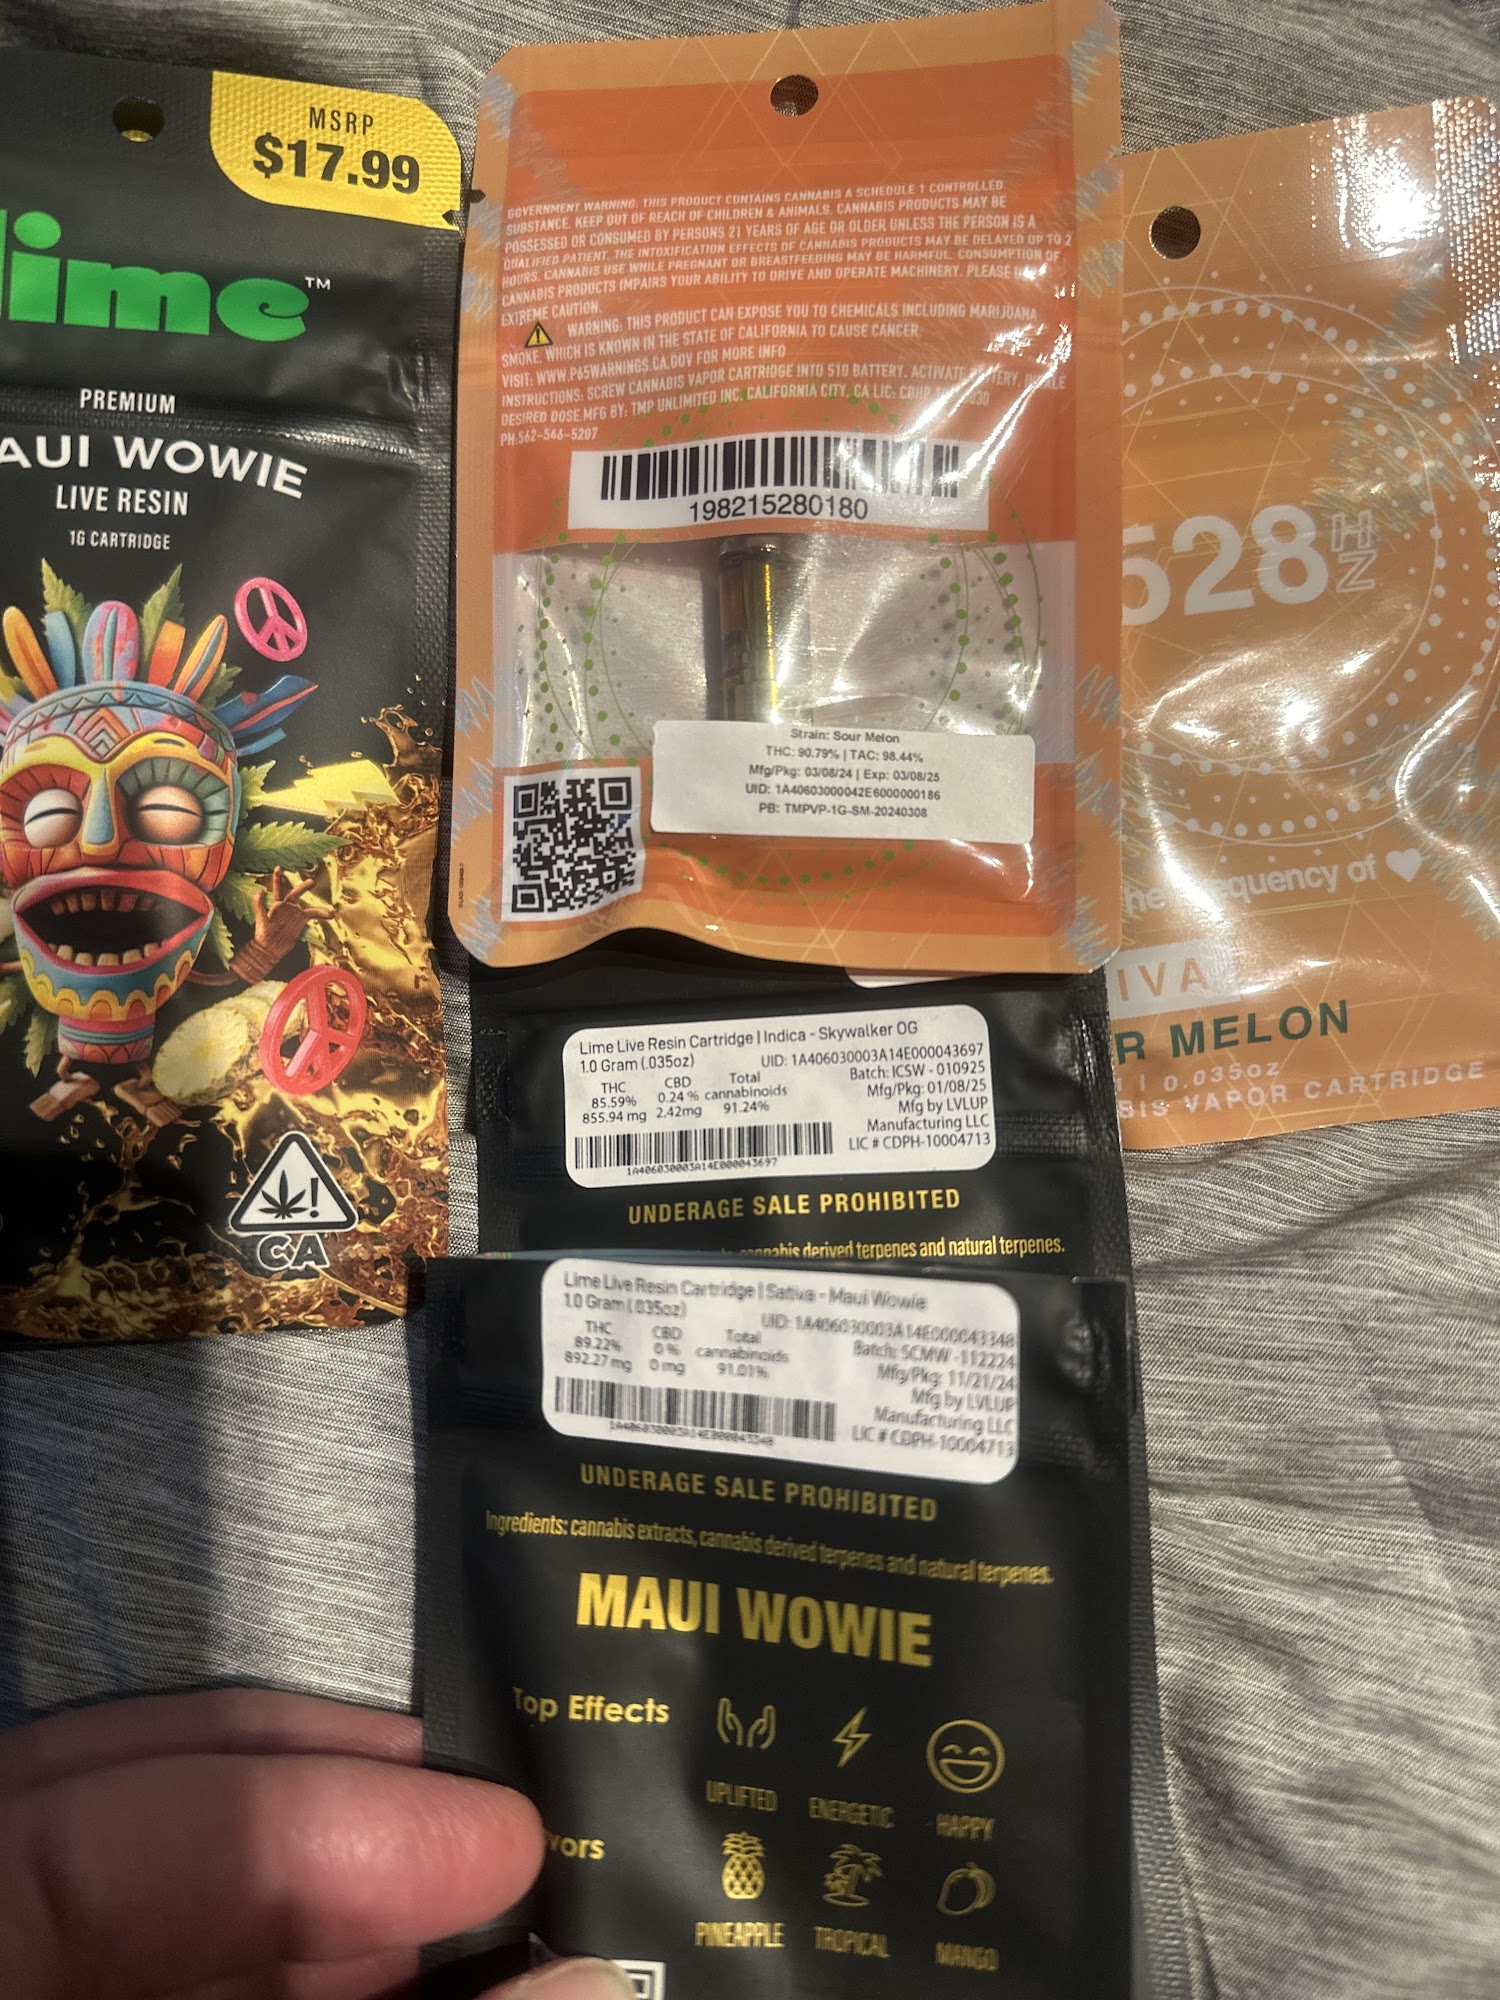 MSRP
$17.99
lime™
PREMIUM
AUI WOWIE
LIVE RESIN
1G CARTRIDGE
CA
GOVERNMENT WARNING: THIS PRODUCT CONTAINS CANNABIS A SCHEDULE 1 CONTROLLED
SUBSTANCE. KEEP OUT OF REACH OF CHILDREN & ANIMALS. CANNABIS PRODUCTS MAY BE
POSSESSED OR CONSUMED BY PERSONS 21 YEARS OF AGE OR OLDER UNLESS THE PERSON IS A
QUALIFIED PATIENT. THE INTOXIFICATION EFFECTS OF CANNABIS PRODUCTS MAY BE DELAYED UP TO 2
HOURS. CANNABIS USE WHILE PREGNANT OR BREASTFEEDING MAY BE HARMFUL. CONSUMPTION OF
CANNABIS PRODUCTS IMPAIRS YOUR ABILITY TO DRIVE AND OPERATE MACHINERY. PLEASE
EXTREME CAUTION.
WARNING: THIS PRODUCT CAN EXPOSE YOU TO CHEMICALS INCLUDING MARIJUANA
SMOKE, WHICH IS KNOWN IN THE STATE OF CALIFORNIA TO CAUSE CANCER.
VISIT: WWW.P65WARNINGS.CA.GOV FOR MORE INFO
INSTRUCTIONS: SCREW CANNABIS VAPOR CARTRIDGE INTO 510 BATTERY. ACTIVATE
DESIRED DOSE.MFG BY: TMP UNLIMITED INC. CALIFORNIA CITY, CA LIC:
PH:562-546-5207
198215280180
Strain: Sour Melon
THC: 90.79% | TAC: 98.44%
Mfg/Pkg: 03/08/24 | Exp: 03/08/25
UID: 1A40603000042E6000000186
PB: TMPVP-1G-SM-20240308
528HZ
he frequency of
IVA
R MELON
| 0.035oz
BIS VAPOR CARTRIDGE
Lime Live Resin Cartridge | Indica - Skywalker OG
1.0 Gram (.035oz) UID: 1A406030003A14E000043697
THC CBD Total Batch: ICSW - 010925
85.59% 0.24 % cannabinoids Mfg/Pkg: 01/08/25
855.94 mg 2.42mg 91.24% Mfg by LVLUP
Manufacturing LLC
LIC # CDPH-10004713
1A406030003A14E000043697
UNDERAGE SALE PROHIBITED
cannabis derived terpenes and natural terpenes.
Lime Live Resin Cartridge | Sativa - Maui Wowie
1.0 Gram (.035oz) UID: 1A406030003A14E000043348
THC CBD Total Batch: SCMW -112224
89.22% 0 % cannabinoids Mfg/Pkg: 11/21/24
892.27 mg 0 mg 91.01% Mfg by LVLUP
Manufacturing LLC
LIC # CDPH-10004713
1A406030003A14E000043348
UNDERAGE SALE PROHIBITED
Ingredients: cannabis extracts, cannabis derived terpenes and natural terpenes.
MAUI WOWIE
Top Effects
UPLIFTED ENERGETIC HAPPY
vors
PINEAPPLE TROPICAL MANGO